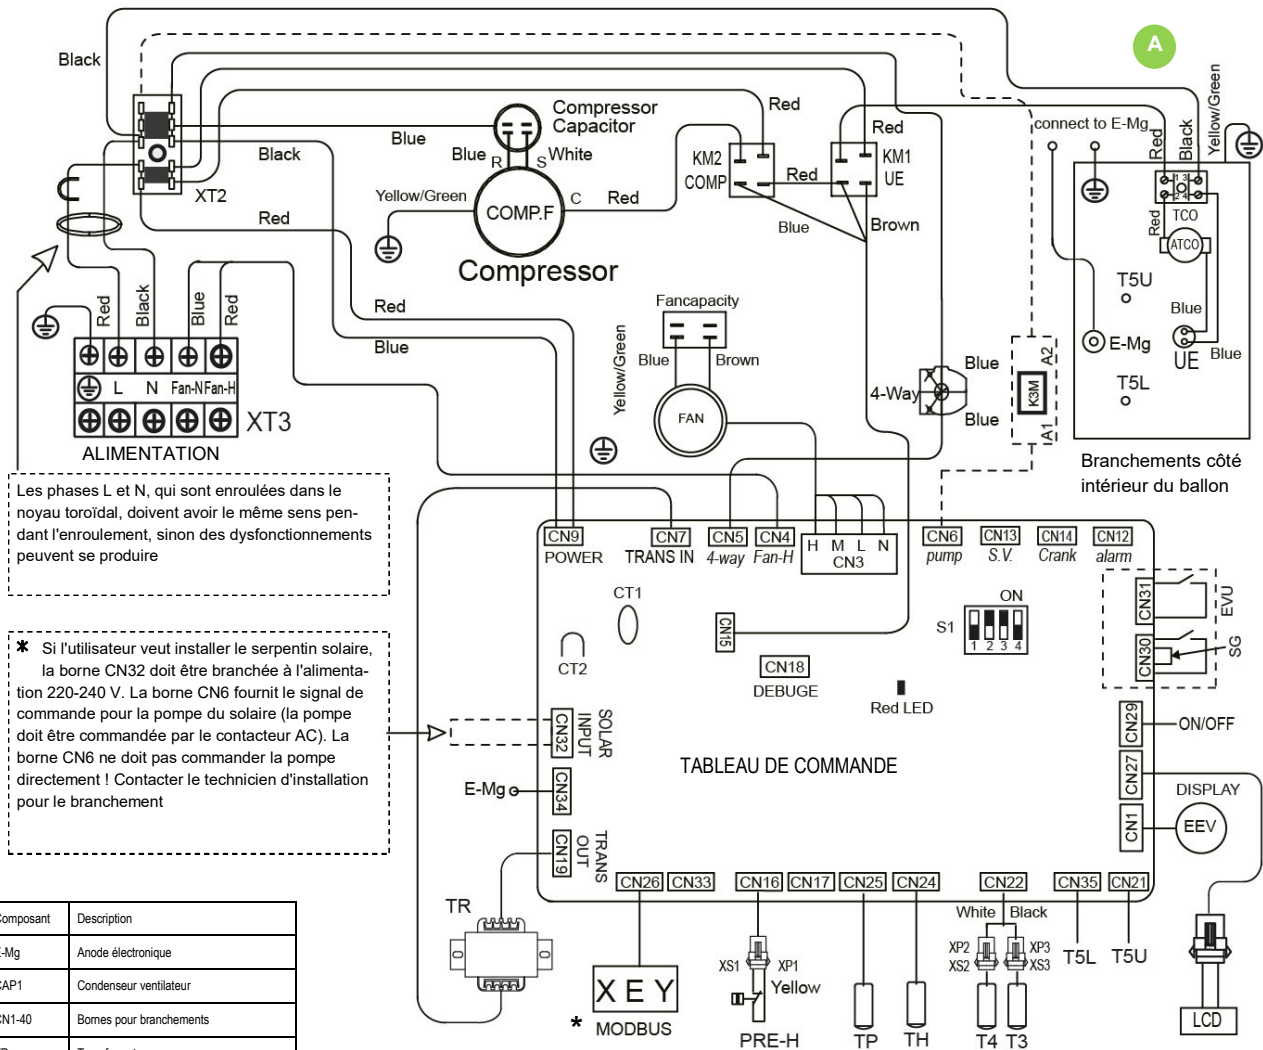 A
Black
Yellow/Green
connect to E-Mg
Red
Black
Compressor
Capacitor
Red
Red
Blue
Black
Blue
White
R
S
KM2
COMP
KM1
UE
XT2
Yellow/Green
COMP.F
C
Red
Red
Red
Blue
Brown
Compressor
1 3
2 4
TCO
Red
ATCO
T5U
Blue
E-Mg
UE
Blue
T5L
Red
Black
Blue
Red
Red
Blue
Fancapacity
Yellow/Green
Blue
Brown
FAN
4-Way
Blue
Blue
A2
K3M
A1
L N Fan-N Fan-H
XT3
ALIMENTATION
Branchements côté
intérieur du ballon
Les phases L et N, qui sont enroulées dans le
noyau toroïdal, doivent avoir le même sens pen-
dant l'enroulement, sinon des dysfonctionnements
peuvent se produire
CN9
POWER
CN7
TRANS IN
CN5
4-way
CN4
Fan-H
H M L N
CN3
CN6
pump
CN13
S.V.
CN14
Crank
CN12
alarm
CT1
CT2
CN15
CN18
DEBUGE
ON
S1
1 2 3 4
Red LED
CN31
EVU
CN30
SG
* Si l'utilisateur veut installer le serpentin solaire,
la borne CN32 doit être branchée à l'alimenta-
tion 220-240 V. La borne CN6 fournit le signal de
commande pour la pompe du solaire (la pompe
doit être commandée par le contacteur AC). La
borne CN6 ne doit pas commander la pompe
directement ! Contacter le technicien d'installation
pour le branchement
CN32
SOLAR
INPUT
E-Mg
CN34
CN19
TRANS
OUT
TABLEAU DE COMMANDE
CN29
ON/OFF
CN27
DISPLAY
CN1
EEV
CN26
CN33
CN16
CN17
CN25
CN24
CN22
CN35
CN21
White
Black
TR
X E Y
* MODBUS
XS1
XP1
Yellow
PRE-H
TP
TH
XP2
XS2
XP3
XS3
T4
T3
T5L
T5U
LCD
Composant Description
E-Mg Anode électronique
CAP1 Condenseur ventilateur
CN1-40 Bornes pour branchements